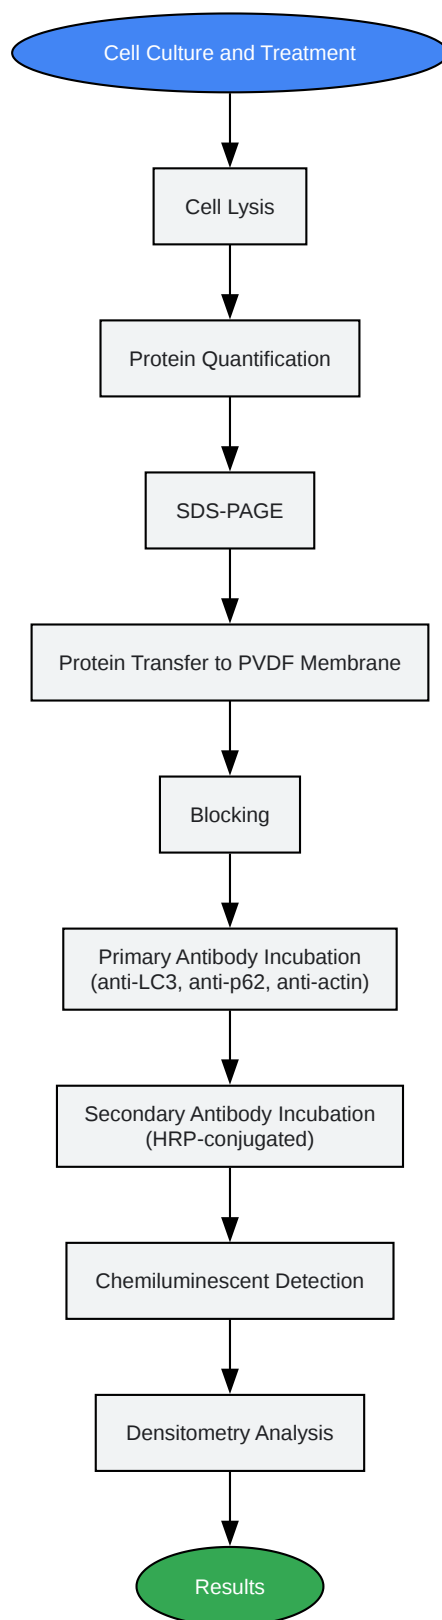 Cell Culture and Treatment
Cell Lysis
Protein Quantification
SDS-PAGE
Protein Transfer to PVDF Membrane
Blocking
Primary Antibody Incubation
(anti-LC3, anti-p62, anti-actin)
Secondary Antibody Incubation
(HRP-conjugated)
Chemiluminescent Detection
Densitometry Analysis
Results